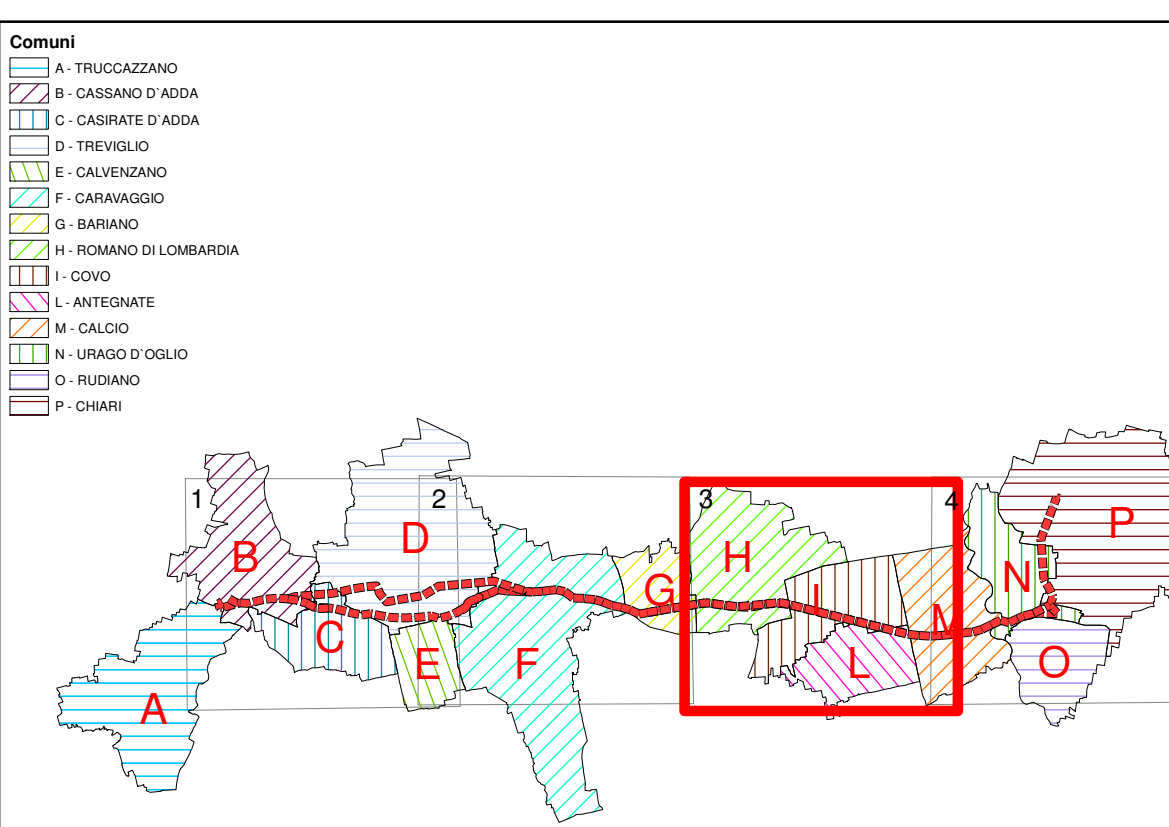 Comuni
A - TRUCCAZZANO
B - CASSANO D`ADDA
C - CASIRATE D`ADDA
D - TREVIGLIO
E - CALVENZANO
F - CARAVAGGIO
G - BARIANO
H - ROMANO DI LOMBARDIA
I - COVO
L - ANTEGNATE
M - CALCIO
N - URAGO D`OGLIO
O - RUDIANO
P - CHIARI
1
2
3
4
P
D
B
H
N
G
I
M
C
E
F
L
O
A